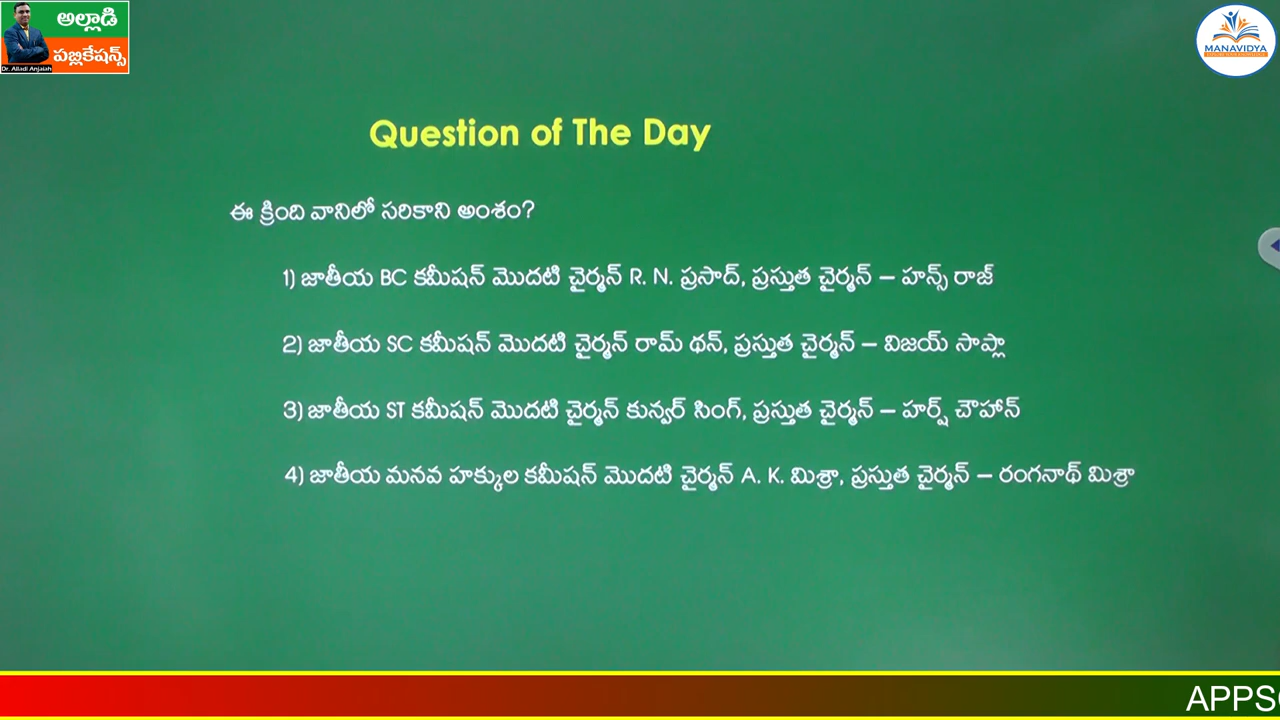 అల్లాడి
పబ్లికేషన్స్
Dr. Alladi Anjaiah
MANAVIDYA
Question of The Day
ఈ క్రింది వానిలో సరికాని అంశం?
1) జాతీయ BC కమీషన్ మొదటి చైర్మన్ R. N. ప్రసాద్, ప్రస్తుత చైర్మన్ – హన్స్ రాజ్
2) జాతీయ SC కమీషన్ మొదటి చైర్మన్ రామ్ థన్, ప్రస్తుత చైర్మన్ – విజయ్ సాప్లా
3) జాతీయ ST కమీషన్ మొదటి చైర్మన్ కున్వర్ సింగ్, ప్రస్తుత చైర్మన్ – హర్ష్ చౌహాన్
4) జాతీయ మనవ హక్కుల కమీషన్ మొదటి చైర్మన్ A. K. మిశ్రా, ప్రస్తుత చైర్మన్ – రంగనాథ్ మిశ్రా
APPS